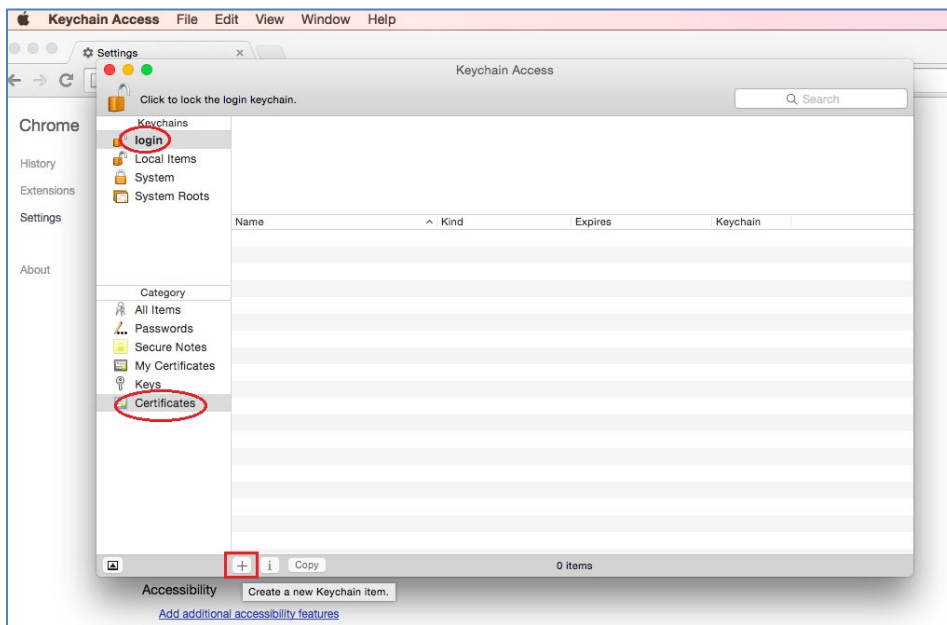 Keychain Access File Edit View Window Help
Settings
Keychain Access
Click to lock the login keychain.
Search
Chrome
History
Extensions
Settings
About
Keychains
login
Local Items
System
System Roots
Name Kind Expires Keychain
Category
All Items
Passwords
Secure Notes
My Certificates
Keys
Certificates
+ i Copy 0 items
Accessibility
Create a new Keychain item.
Add additional accessibility features